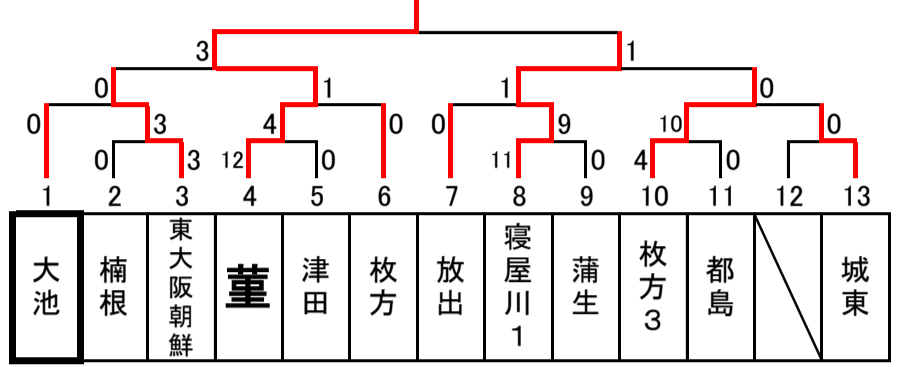 3 1
0 1 1 0
0 3 4 0 0 9 10 0
0 3 12 0 11 0 4 0
1 2 3 4 5 6 7 8 9 10 11 12 13
大池
楠根
東大阪朝鮮
菫
津田
枚方
放出
寝屋川1
蒲生
枚方3
都島
城東